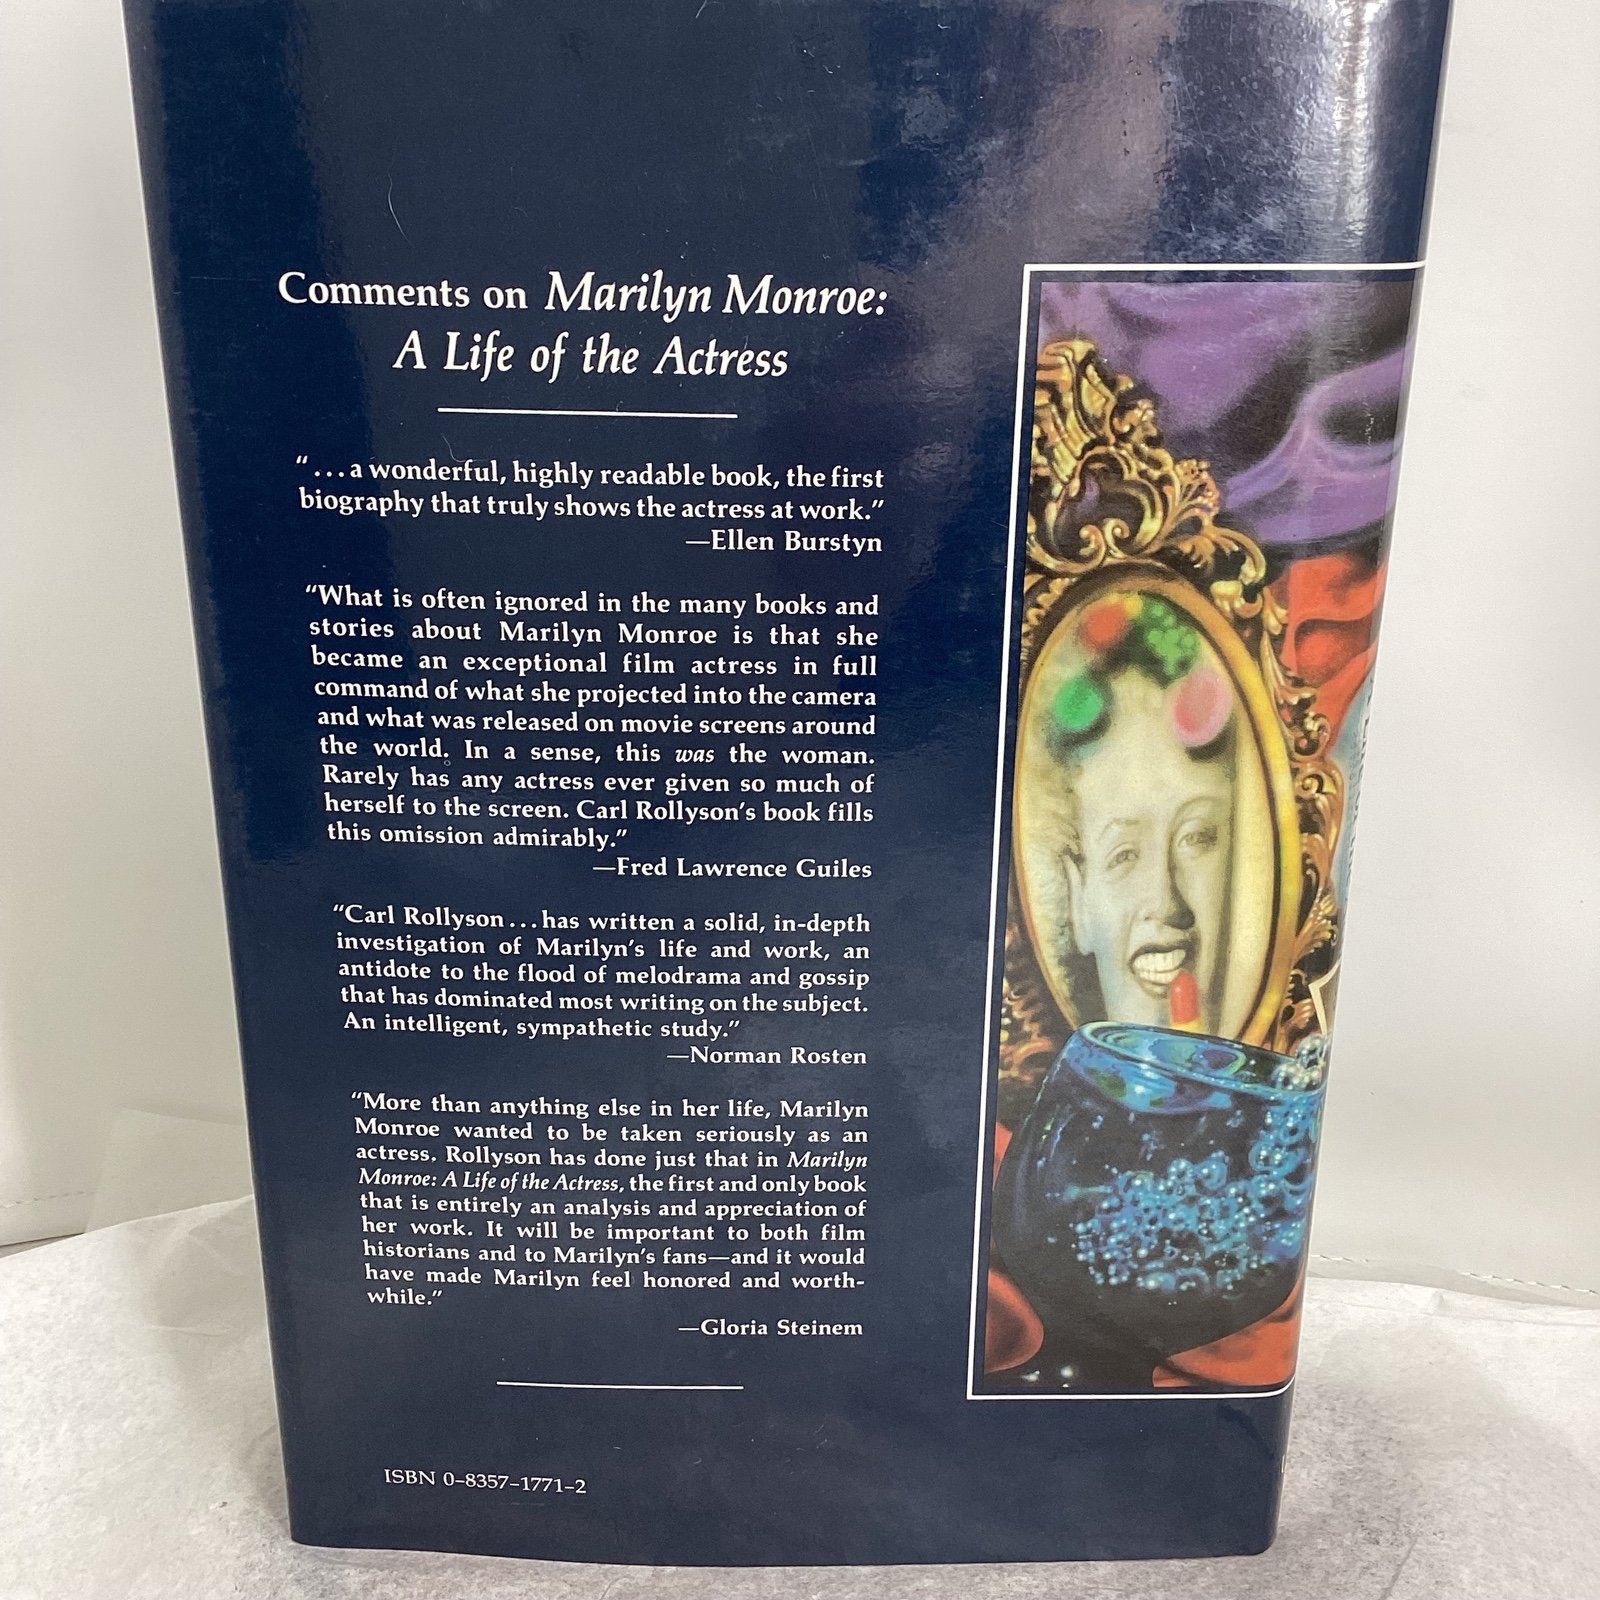 Comments on Marilyn Monroe:
A Life of the Actress
“...a wonderful, highly readable book, the first
biography that truly shows the actress at work.”
—Ellen Burstyn
“What is often ignored in the many books and
stories about Marilyn Monroe is that she
became an exceptional film actress in full
command of what she projected into the camera
and what was released on movie screens around
the world. In a sense, this was the woman.
Rarely has any actress ever given so much of
herself to the screen. Carl Rollyson’s book fills
this omission admirably.”
—Fred Lawrence Guiles
“Carl Rollyson...has written a solid, in-depth
investigation of Marilyn’s life and work, an
antidote to the flood of melodrama and gossip
that has dominated most writing on the subject.
An intelligent, sympathetic study.”
—Norman Rosten
“More than anything else in her life, Marilyn
Monroe wanted to be taken seriously as an
actress. Rollyson has done just that in Marilyn
Monroe: A Life of the Actress, the first and only book
that is entirely an analysis and appreciation of
her work. It will be important to both film
historians and to Marilyn’s fans—and it would
have made Marilyn feel honored and worth-
while.”
—Gloria Steinem
ISBN 0-8357-1771-2